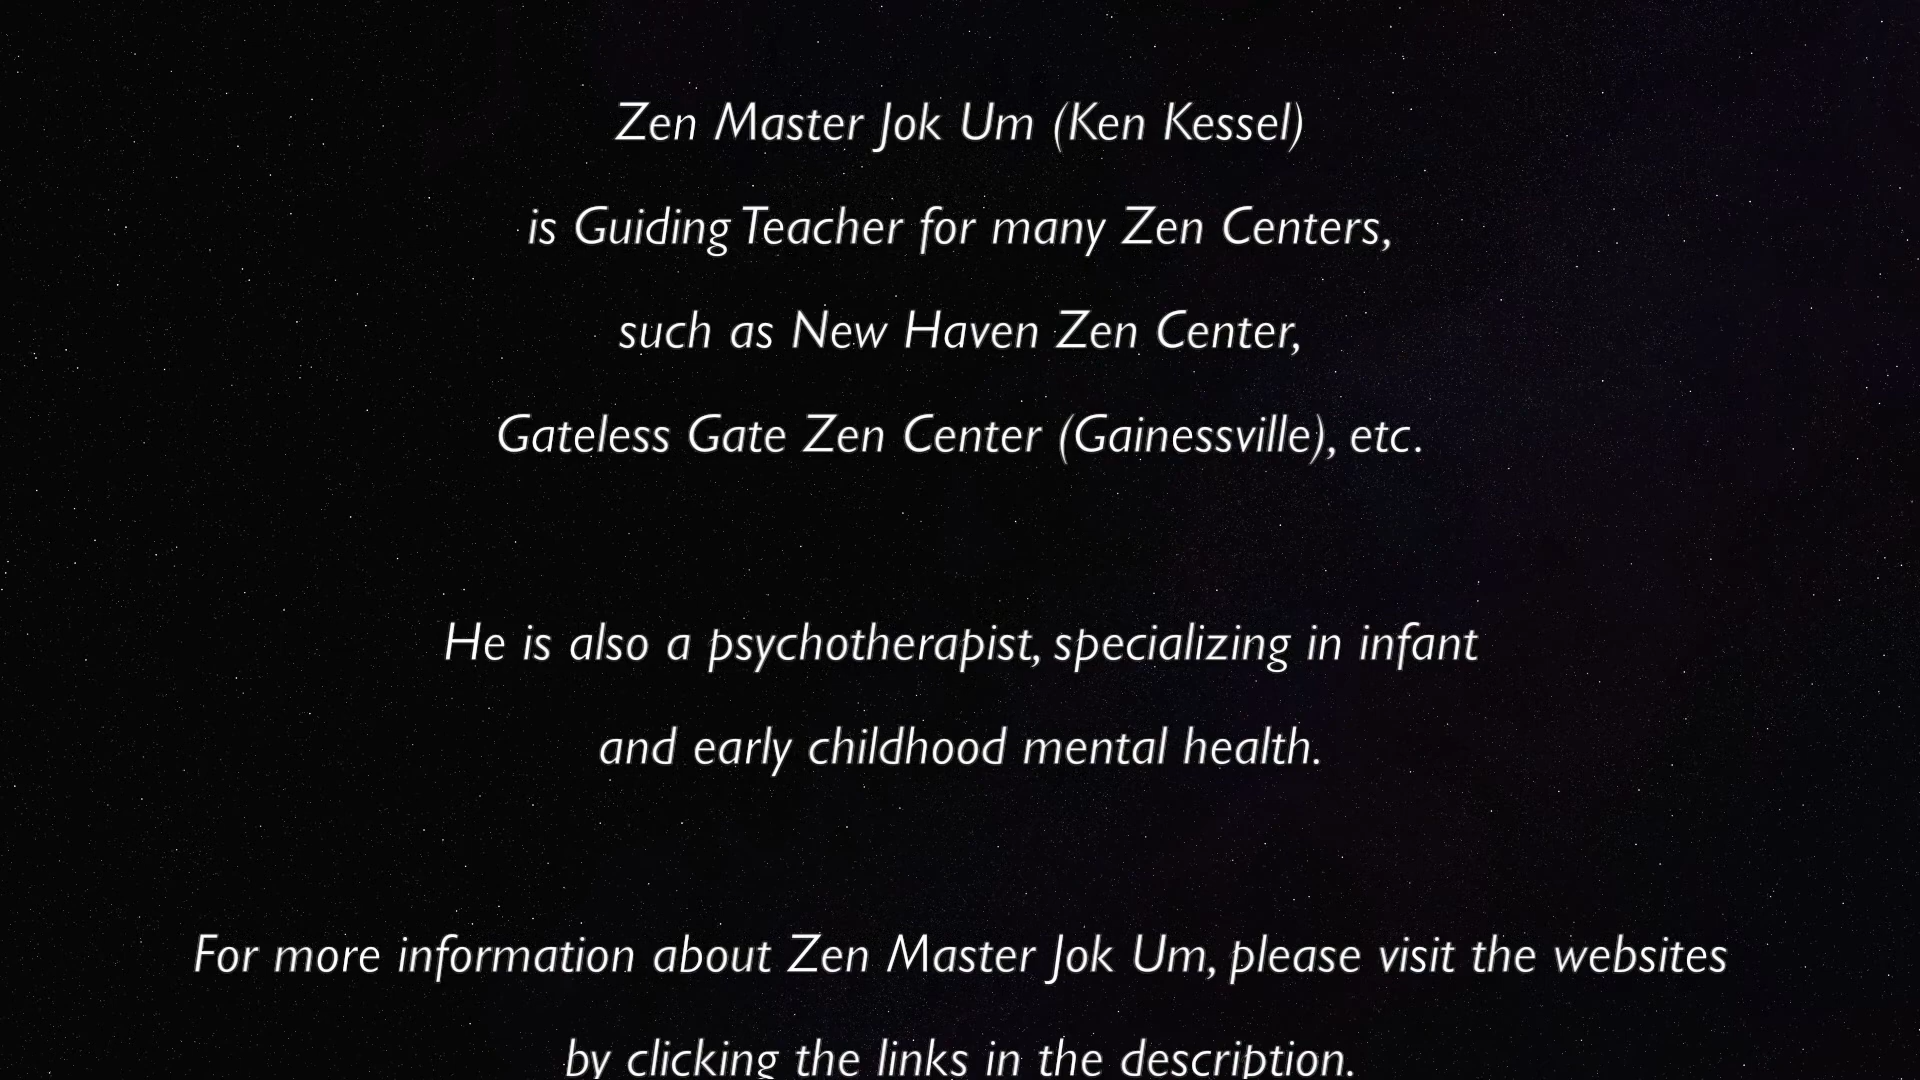 Zen Master Jok Um (Ken Kessel)
is Guiding Teacher for many Zen Centers,
such as New Haven Zen Center,
Gateless Gate Zen Center (Gainessville), etc.
He is also a psychotherapist, specializing in infant
and early childhood mental health.
For more information about Zen Master Jok Um, please visit the websites
by clicking the links in the description.